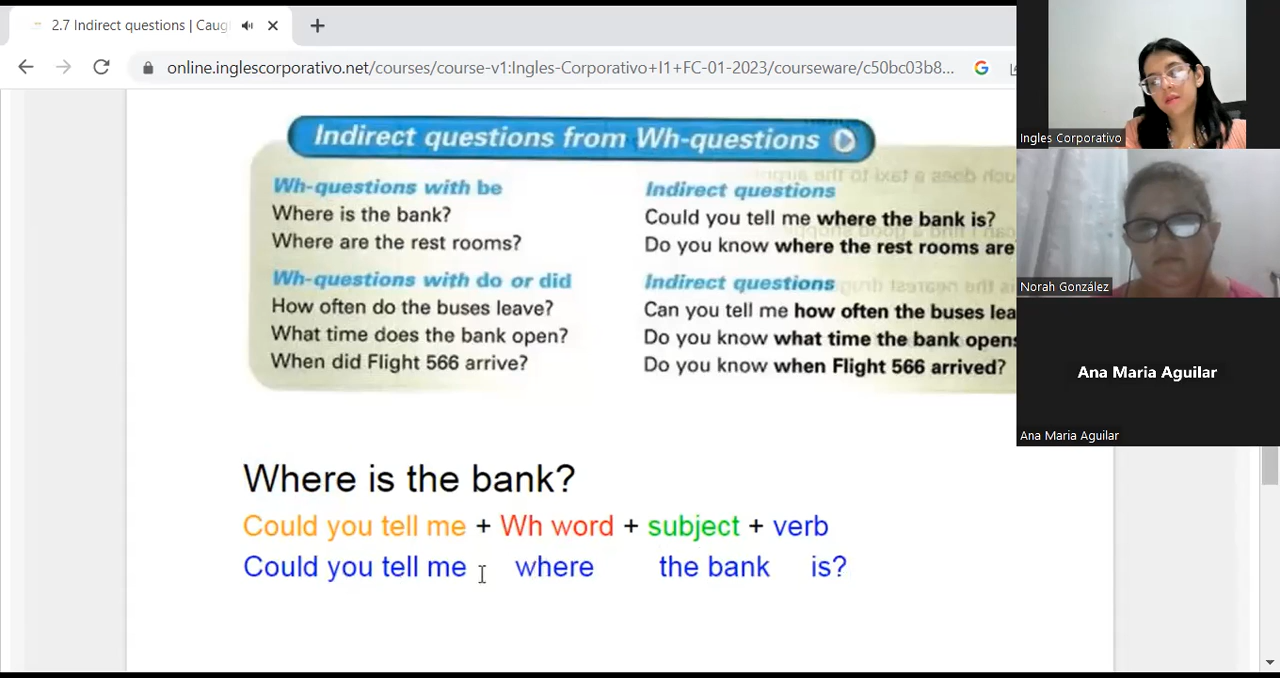 2.7 Indirect questions | Caug
online.inglescorporativo.net/courses/course-v1:Ingles-Corporativo+I1+FC-01-2023/courseware/c50bc03b8...
Indirect questions from Wh-questions
Wh-questions with be
Where is the bank?
Where are the rest rooms?
Wh-questions with do or did
How often do the buses leave?
What time does the bank open?
When did Flight 566 arrive?
Indirect questions
Could you tell me where the bank is?
Do you know where the rest rooms are
Indirect questions
Can you tell me how often the buses lea
Do you know what time the bank opens
Do you know when Flight 566 arrived?
Where is the bank?
Could you tell me + Wh word + subject + verb
Could you tell me where the bank is?
Ingles Corporativo
Norah González
Ana Maria Aguilar
Ana Maria Aguilar